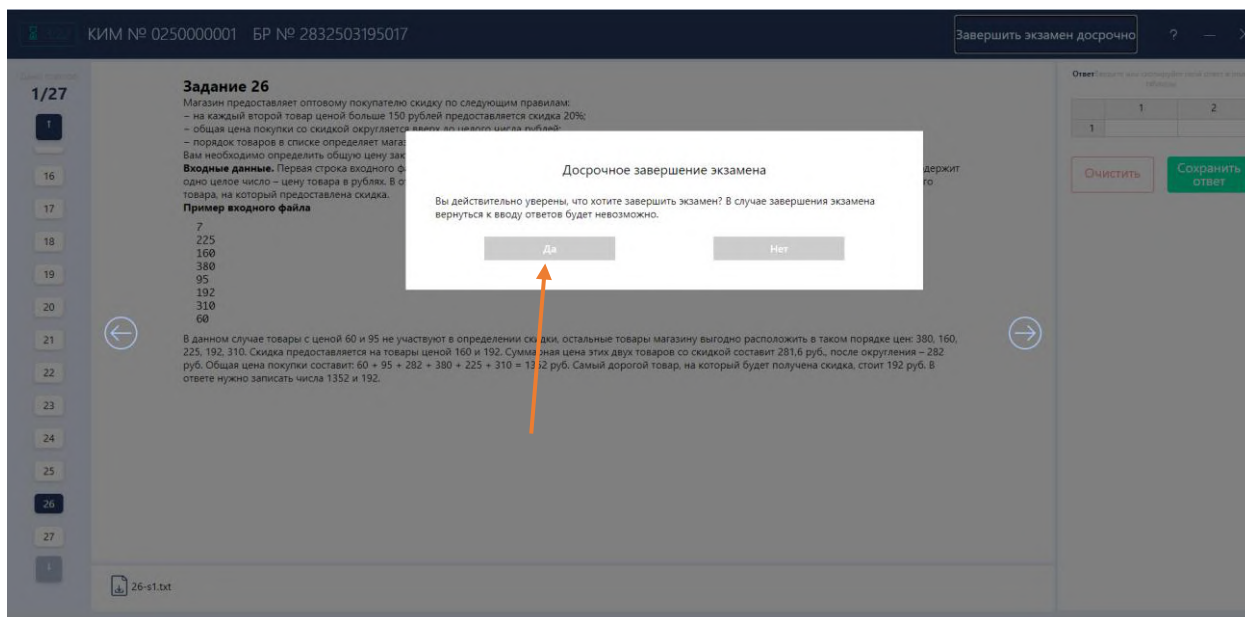 КИМ № 0250000001 БР № 2832503195017
Завершить экзамен досрочно
?
1/27
1
16
17
18
19
20
21
22
23
24
25
26
27
Задание 26
Магазин предоставляет оптовому покупателю скидку по следующим правилам:
– на каждый второй товар ценой больше 150 рублей предоставляется скидка 20%;
– общая цена покупки со скидкой округляется вверх до целого числа рублей;
– порядок товаров в списке определяет
Вам необходимо определить общую цену
Входные данные. Первая строка входного
одно целое число – цену товара в рублях. В
товара, на который предоставлена скидка.
Пример входного файла
7
225
160
380
95
192
310
60
В данном случае товары с ценой 60 и 95 не участвуют в определении скидки, остальные товары магазину выгодно расположить в таком порядке цен: 380, 160,
225, 192, 310. Скидка предоставляется на товары ценой 160 и 192. Суммарная цена этих двух товаров со скидкой составит 281,6 руб., после округления – 282
руб. Общая цена покупки составит: 60 + 95 + 282 + 380 + 225 + 310 = 1352 руб. Самый дорогой товар, на который будет получена скидка, стоит 192 руб. В
ответе нужно записать числа 1352 и 192.
Досрочное завершение экзамена
Вы действительно уверены, что хотите завершить экзамен? В случае завершения экзамена
вернуться к вводу ответов будет невозможно.
Да
Нет
Ответ
1 2
1
Очистить
Сохранить
ответ
26-s1.txt